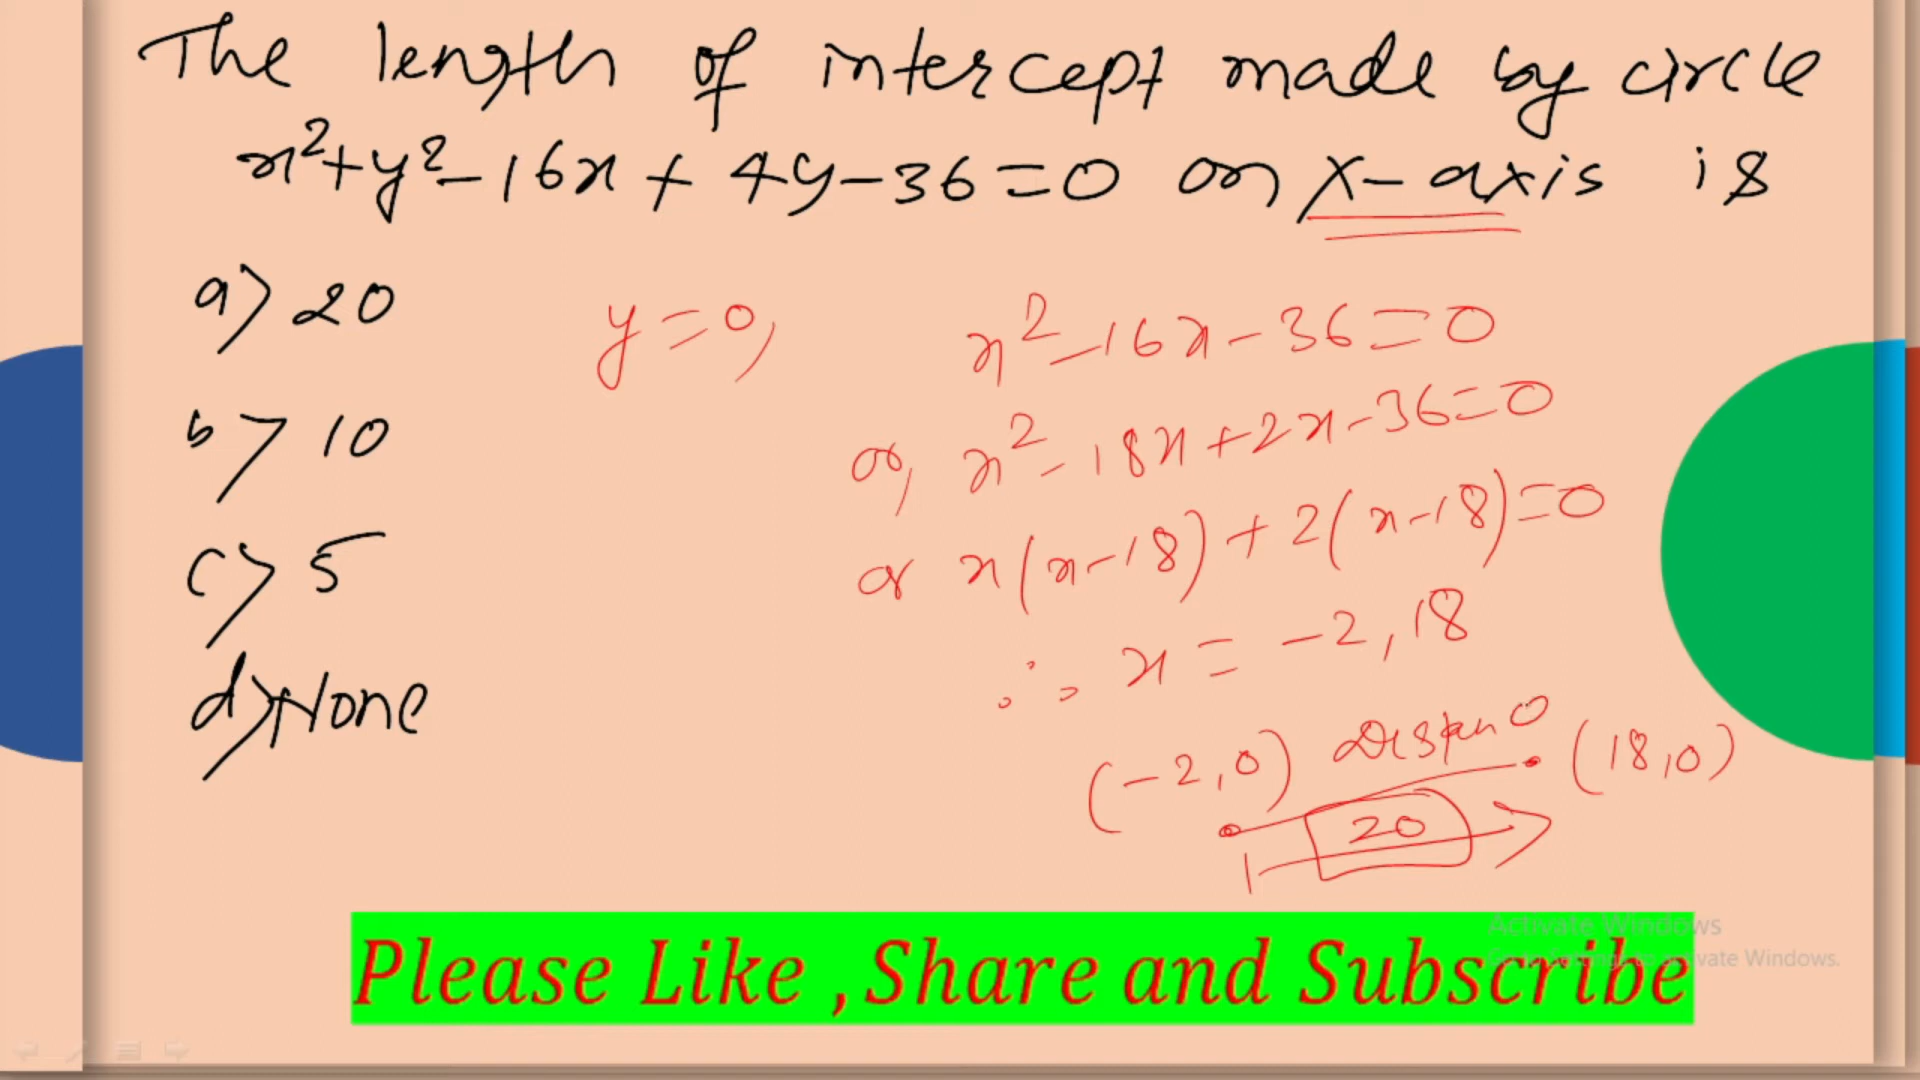 The length of intercept made by circle
x²+y²-16x+4y-36=0 on x-axis is
a> 20
b> 10
c> 5
d> None
y=0, x²-16x-36=0
or, x²-18x+2x-36=0
or x(x-18)+2(x-18)=0
∴ x = -2, 18
(-2,0) (18,0)
20
Please Like ,Share and Subscribe
Activate Windows